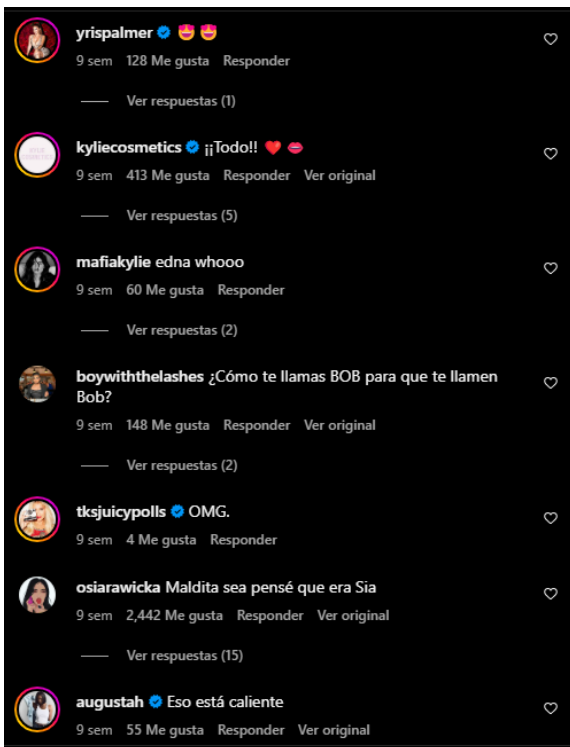 yrispalmer 😍 😍
9 sem 128 Me gusta Responder
Ver respuestas (1)
kyliecosmetics ¡¡Todo!! ❤️ 👄
9 sem 413 Me gusta Responder Ver original
Ver respuestas (5)
mafiakylie edna whooo
9 sem 60 Me gusta Responder
Ver respuestas (2)
boywiththelashes ¿Cómo te llamas BOB para que te llamen
Bob?
9 sem 148 Me gusta Responder Ver original
Ver respuestas (2)
tksjuicypolls OMG.
9 sem 4 Me gusta Responder
osiarawicka Maldita sea pensé que era Sia
9 sem 2,442 Me gusta Responder Ver original
Ver respuestas (15)
augustah Eso está caliente
9 sem 55 Me gusta Responder Ver original